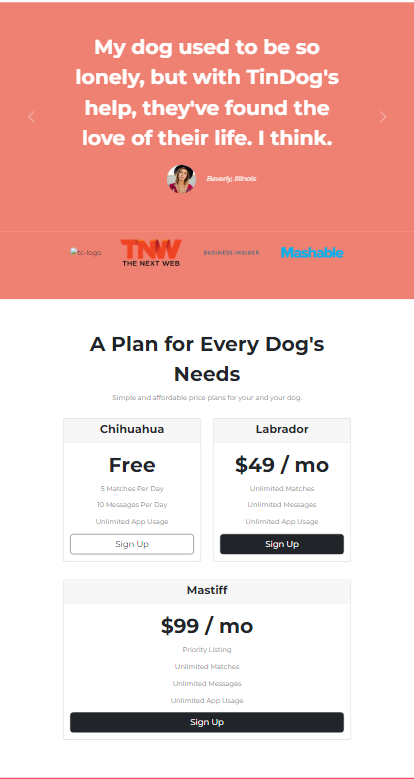 My dog used to be so
lonely, but with TinDog's
help, they've found the
love of their life. I think.
Beverly, Illinois
tc-logo
TNW
THE NEXT WEB
BUSINESS INSIDER
Mashable
A Plan for Every Dog's
Needs
Simple and affordable price plans for your and your dog.
Chihuahua
Free
5 Matches Per Day
10 Messages Per Day
Unlimited App Usage
Sign Up
Labrador
$49 / mo
Unlimited Matches
Unlimited Messages
Unlimited App Usage
Sign Up
Mastiff
$99 / mo
Priority Listing
Unlimited Matches
Unlimited Messages
Unlimited App Usage
Sign Up